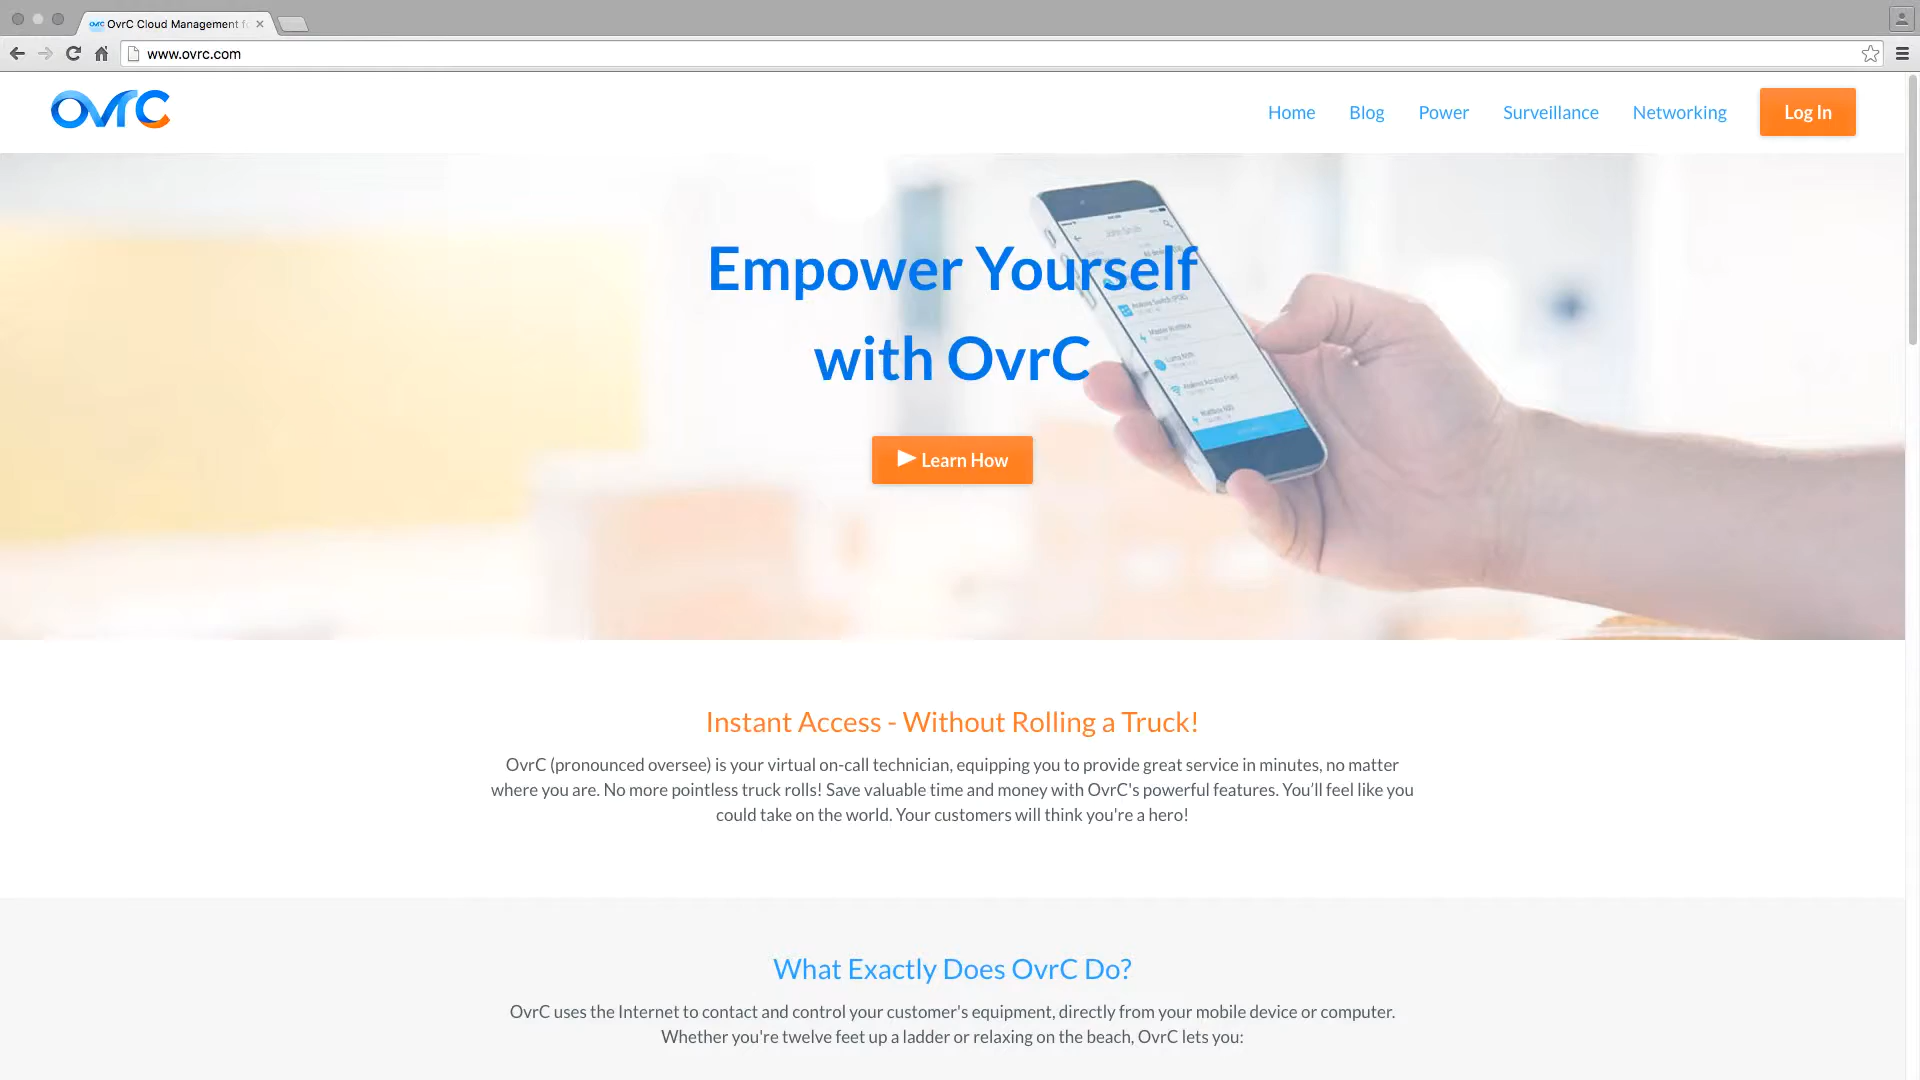 OvrC Cloud Management f
www.ovrc.com
OvrC
Home Blog Power Surveillance Networking Log In
Empower Yourself
with OvrC
Learn How
Instant Access - Without Rolling a Truck!
OvrC (pronounced oversee) is your virtual on-call technician, equipping you to provide great service in minutes, no matter
where you are. No more pointless truck rolls! Save valuable time and money with OvrC's powerful features. You’ll feel like you
could take on the world. Your customers will think you're a hero!
What Exactly Does OvrC Do?
OvrC uses the Internet to contact and control your customer's equipment, directly from your mobile device or computer.
Whether you're twelve feet up a ladder or relaxing on the beach, OvrC lets you: